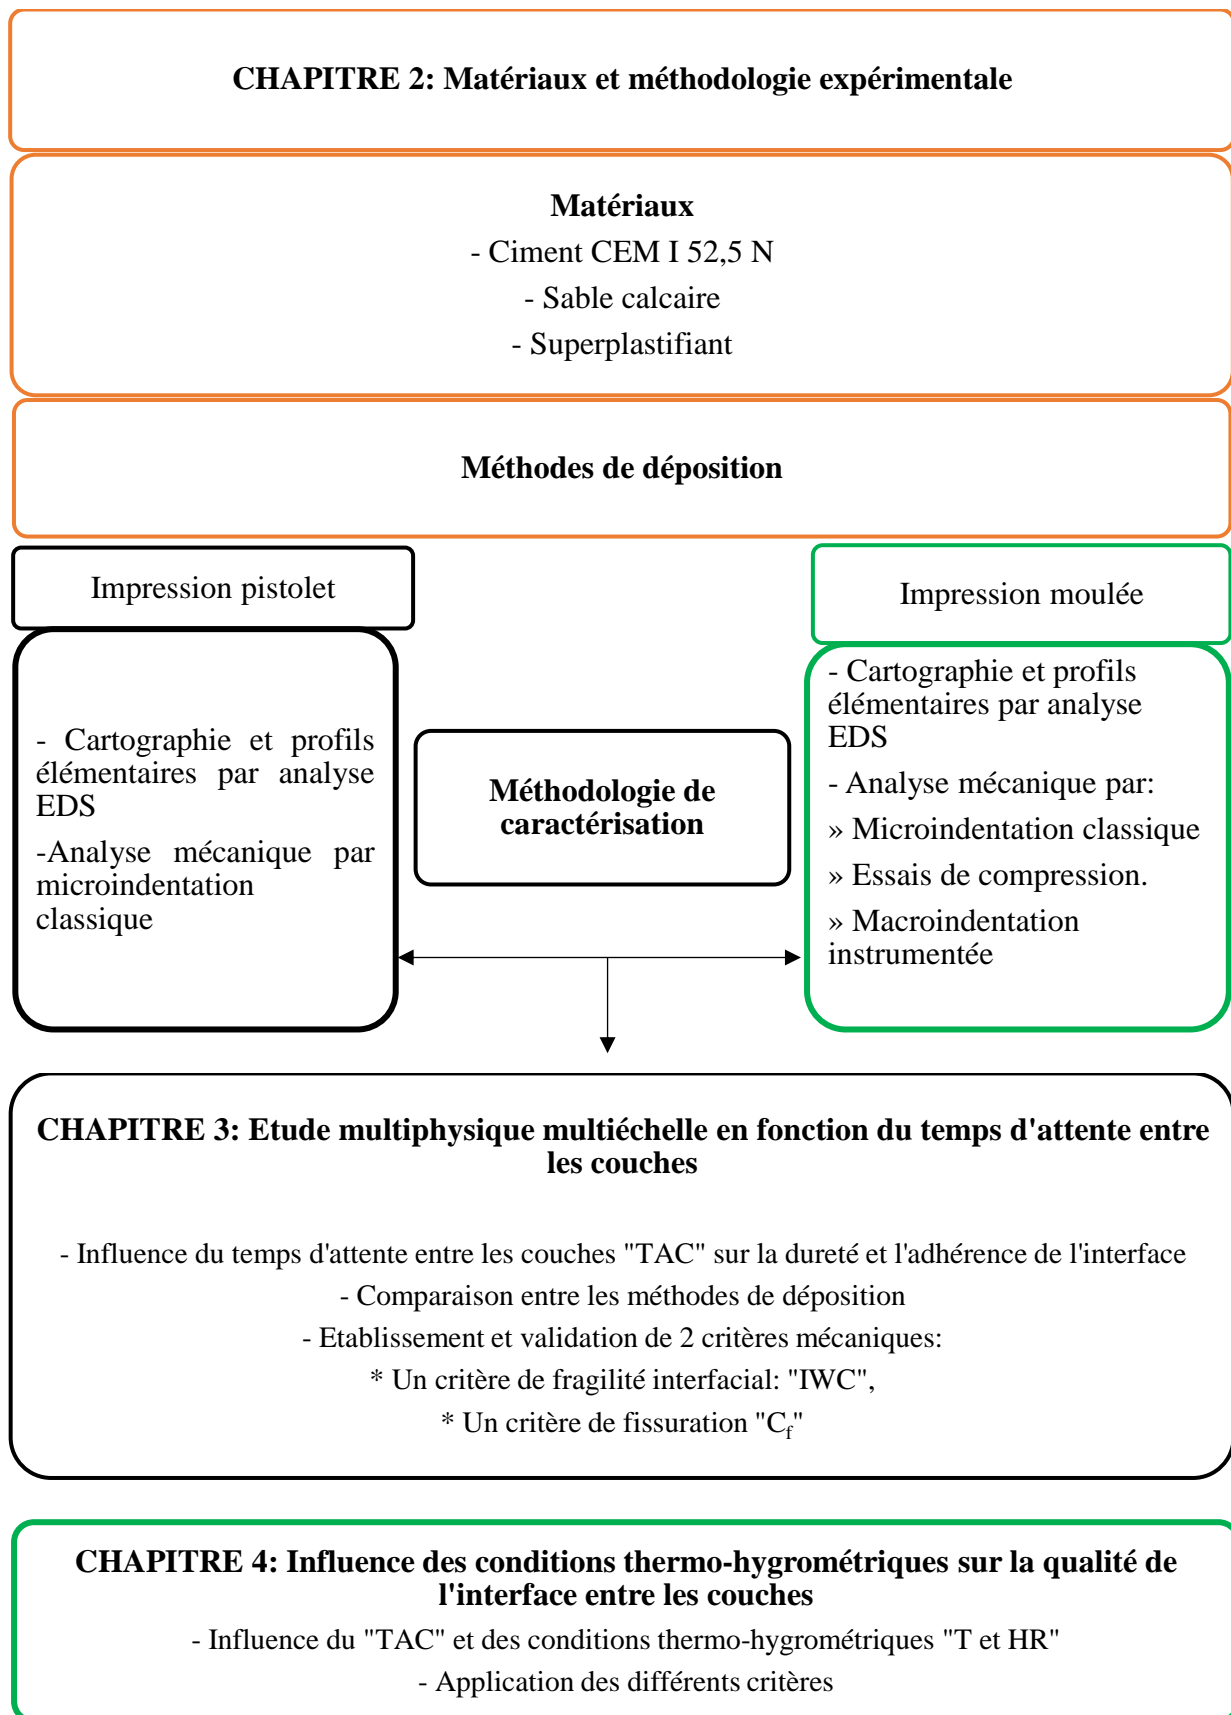 CHAPITRE 2: Matériaux et méthodologie expérimentale
Matériaux
- Ciment CEM I 52,5 N
- Sable calcaire
- Superplastifiant
Méthodes de déposition
Impression pistolet
- Cartographie et profils
élémentaires par analyse
EDS
-Analyse mécanique par
microindentation
classique
Méthodologie de
caractérisation
Impression moulée
- Cartographie et profils
élémentaires par analyse
EDS
- Analyse mécanique par:
» Microindentation classique
» Essais de compression.
» Macroindentation
instrumentée
CHAPITRE 3: Etude multiphysique multiéchelle en fonction du temps d'attente entre
les couches
- Influence du temps d'attente entre les couches "TAC" sur la dureté et l'adhérence de l'interface
- Comparaison entre les méthodes de déposition
- Etablissement et validation de 2 critères mécaniques:
* Un critère de fragilité interfacial: "IWC",
* Un critère de fissuration "Cf"
CHAPITRE 4: Influence des conditions thermo-hygrométriques sur la qualité de
l'interface entre les couches
- Influence du "TAC" et des conditions thermo-hygrométriques "T et HR"
- Application des différents critères